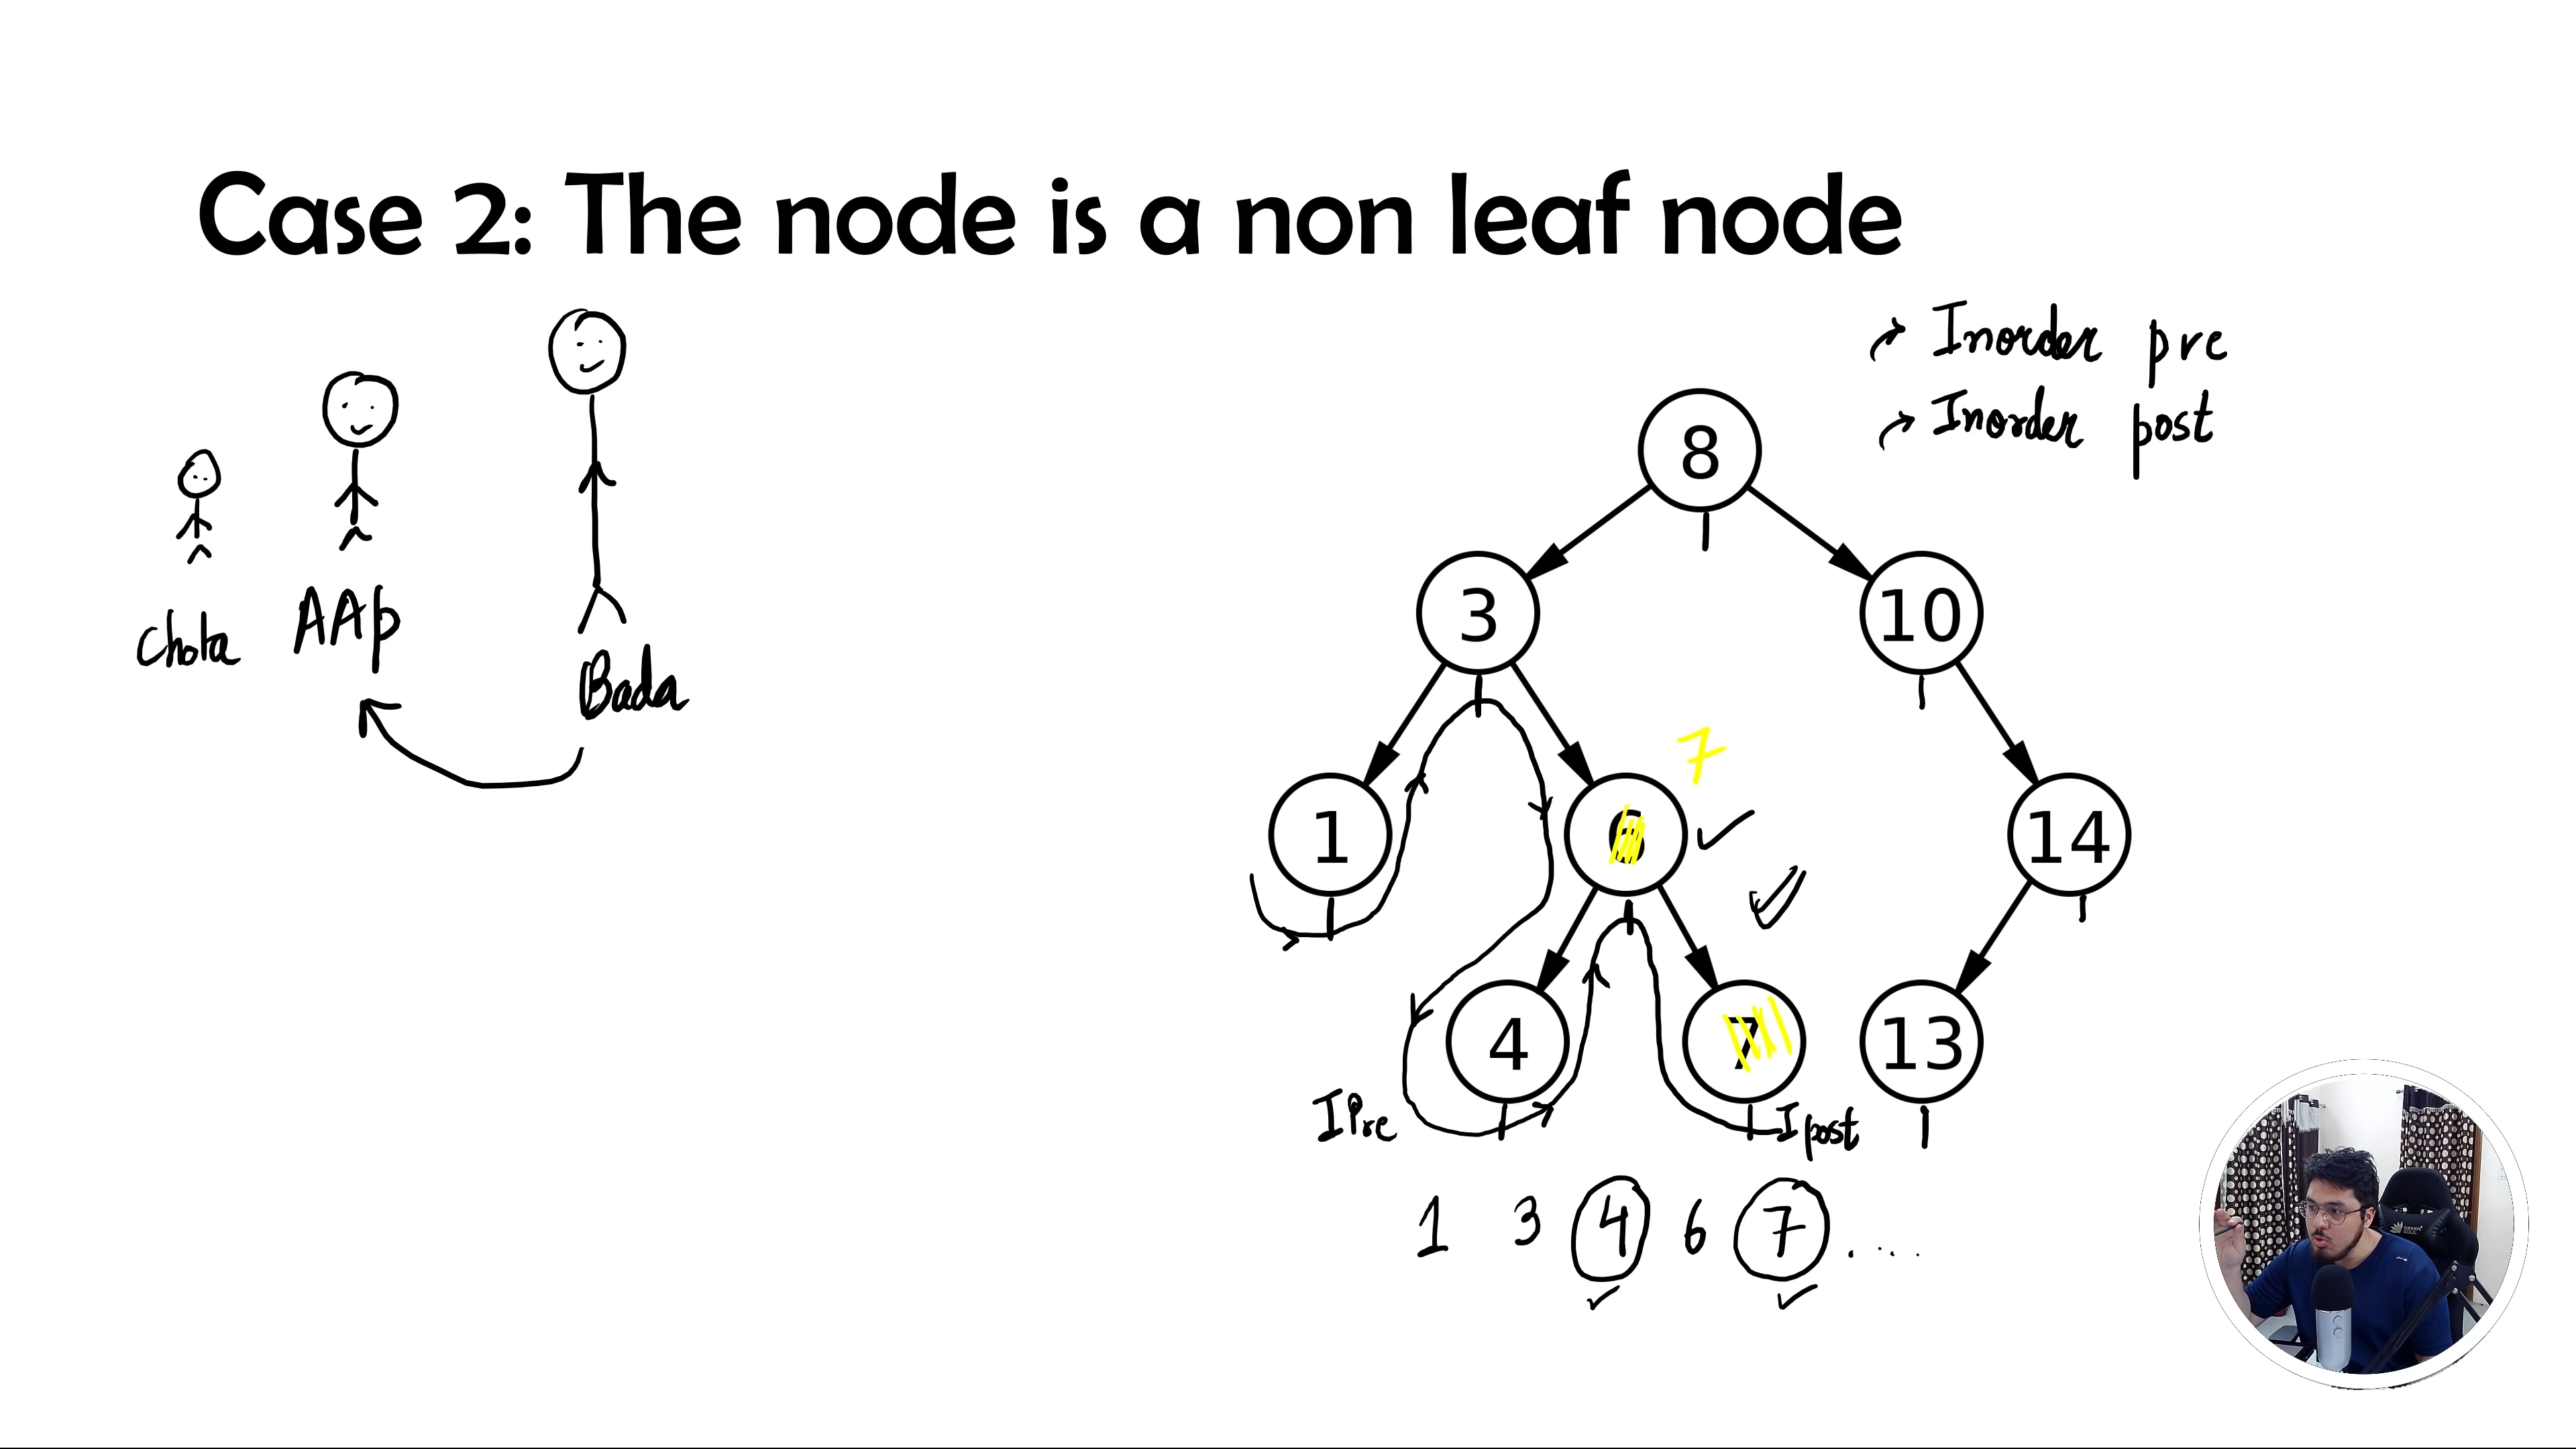 Case 2: The node is a non leaf node
Inorder pre
Inorder post
Chota AAp Bada
8
3 10
7
1 6 14
4 7 13
IPre Ipost
1 3 4 6 7 ....